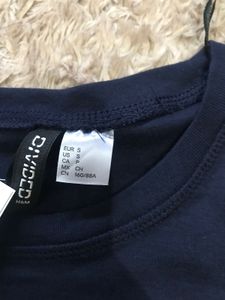 DIVIDED
H&M
EUR S
US S
CA P
MX CH
CN 160/88A